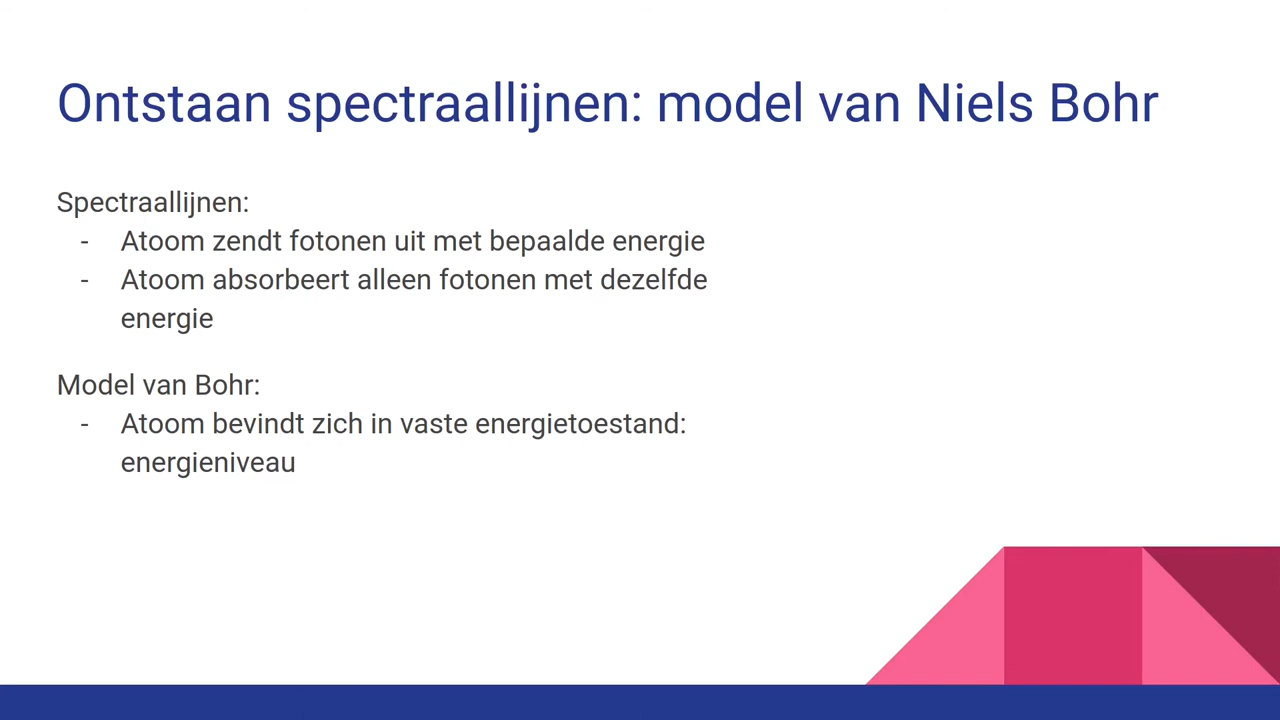 Ontstaan spectraallijnen: model van Niels Bohr
Spectraallijnen:
- Atoom zendt fotonen uit met bepaalde energie
- Atoom absorbeert alleen fotonen met dezelfde
energie
Model van Bohr:
- Atoom bevindt zich in vaste energietoestand:
energieniveau